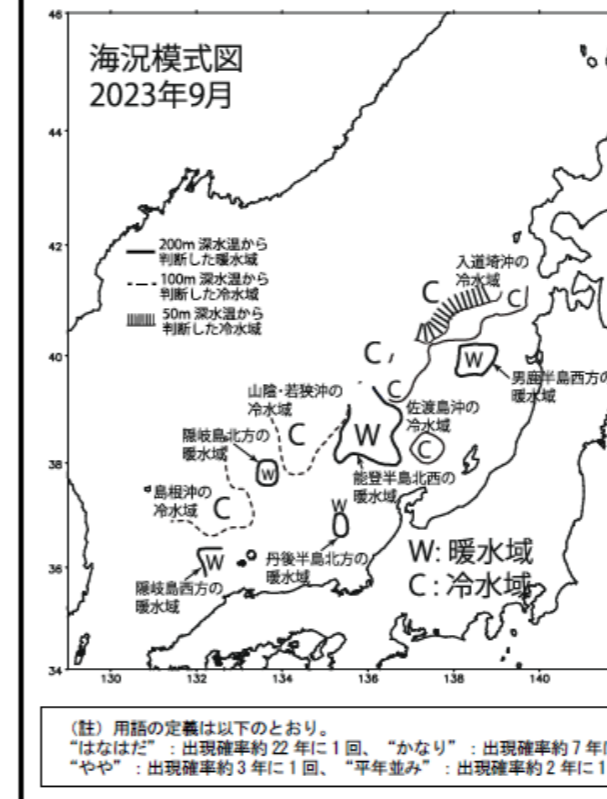 海況模式図
2023年9月
46
44
42
40
38
36
34
130
132
134
136
138
140
200m 深水温から
判断した暖水域
100m 深水温から
判断した冷水域
50m 深水温から
判断した冷水域
入道埼沖の
冷水域
C
C
C
W
男鹿半島西方の
暖水域
山陰・若狭沖の
冷水域
C
C
佐渡島沖の
冷水域
C
隠岐島北方の
暖水域
W
W
能登半島北西の
暖水域
島根沖の
冷水域
C
W
丹後半島北方の
暖水域
W
隠岐島西方の
暖水域
W: 暖水域
C: 冷水域
（註）用語の定義は以下のとおり。
“はなはだ”：出現確率約 22 年に 1 回、“かなり”：出現確率約 7 年に
“やや”：出現確率約 3 年に 1 回、“平年並み”：出現確率約 2 年に 1